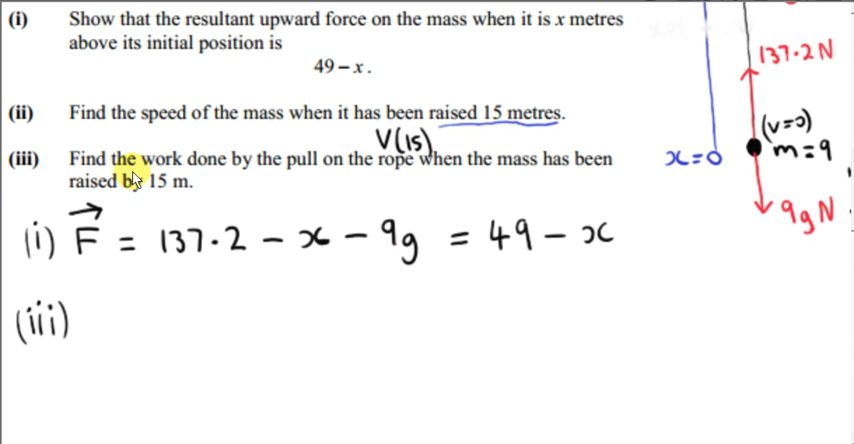 (i) Show that the resultant upward force on the mass when it is x metres
above its initial position is
49 – x .
137.2 N
(ii) Find the speed of the mass when it has been raised 15 metres.
V(15)
(v=0)
m=9
(iii) Find the work done by the pull on the rope when the mass has been
raised by 15 m.
x=0
9g N
(i) F = 137.2 – x – 9g = 49 – x
(iii)